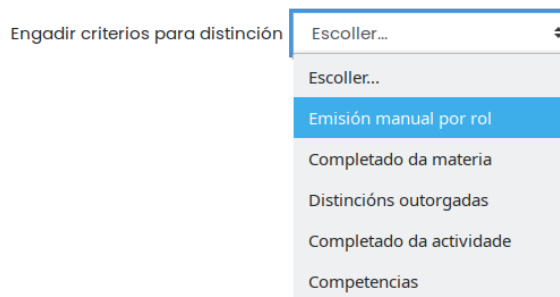 Engadir criterios para distinción Escoller...
Escoller...
Emisión manual por rol
Completado da materia
Distincións outorgadas
Completado da actividade
Competencias